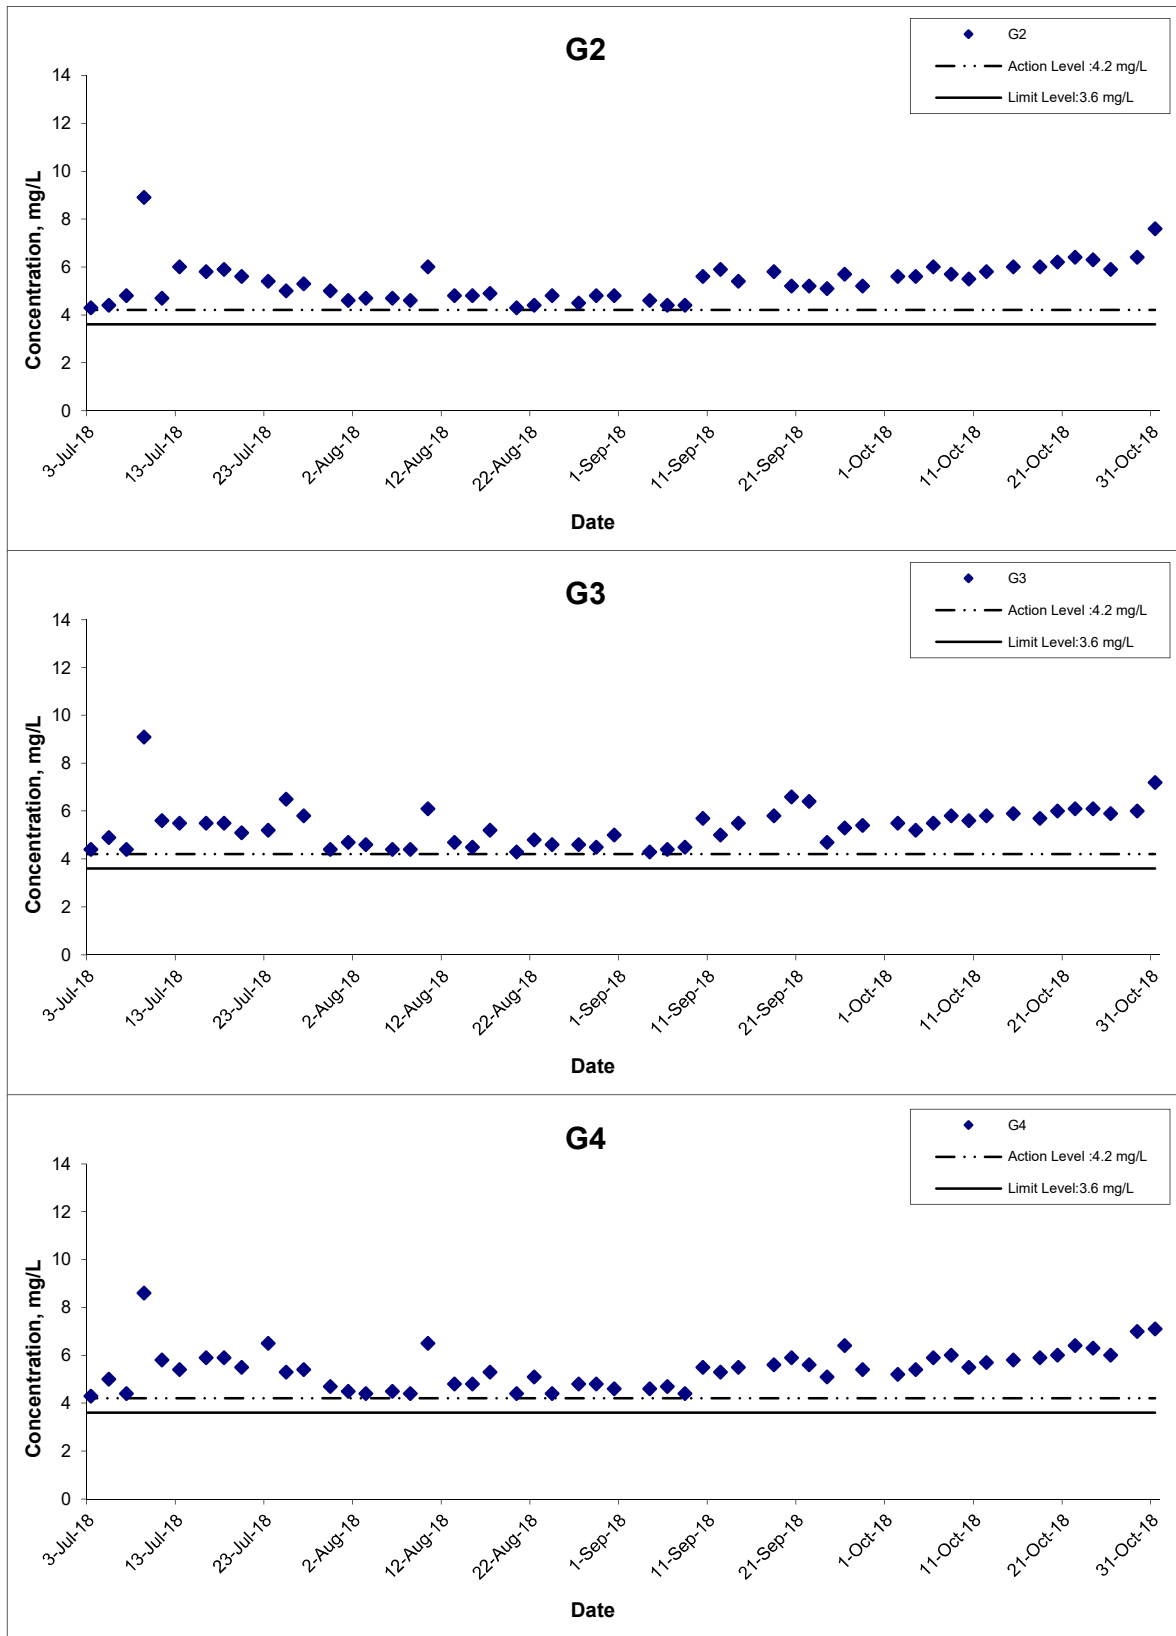 G2
G2
Action Level :4.2 mg/L
Limit Level:3.6 mg/L
Concentration, mg/L
14
12
10
8
6
4
2
0
3-Jul-18
13-Jul-18
23-Jul-18
2-Aug-18
12-Aug-18
22-Aug-18
1-Sep-18
11-Sep-18
21-Sep-18
1-Oct-18
11-Oct-18
21-Oct-18
31-Oct-18
Date
G3
G3
Action Level :4.2 mg/L
Limit Level:3.6 mg/L
Concentration, mg/L
14
12
10
8
6
4
2
0
3-Jul-18
13-Jul-18
23-Jul-18
2-Aug-18
12-Aug-18
22-Aug-18
1-Sep-18
11-Sep-18
21-Sep-18
1-Oct-18
11-Oct-18
21-Oct-18
31-Oct-18
Date
G4
G4
Action Level :4.2 mg/L
Limit Level:3.6 mg/L
Concentration, mg/L
14
12
10
8
6
4
2
0
3-Jul-18
13-Jul-18
23-Jul-18
2-Aug-18
12-Aug-18
22-Aug-18
1-Sep-18
11-Sep-18
21-Sep-18
1-Oct-18
11-Oct-18
21-Oct-18
31-Oct-18
Date